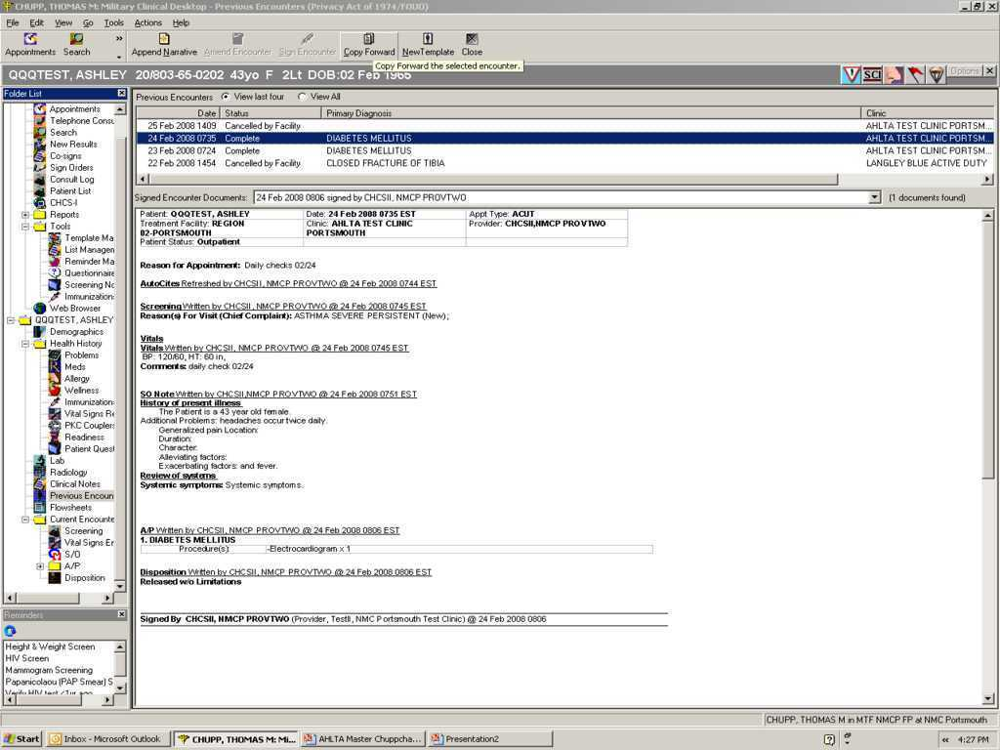 CHUPP, THOMAS M: Military Clinical Desktop - Previous Encounters (Privacy Act of 1974/FOUO)
File Edit View Go Tools Actions Help
Appointments Search » Append Narrative Amend Encounter Sign Encounter Copy Forward NewTemplate Close
Copy Forward the selected encounter.
QQQTEST, ASHLEY 20/803-65-0202 43yo F 2Lt DOB:02 Feb 1965 SCI Options
Folder List
Appointments
Telephone Consu
Search
New Results
Co-signs
Sign Orders
Consult Log
Patient List
CHCS-I
Reports
Tools
Template Ma
List Managen
Reminder Ma
Questionnaire
Screening No
Immunization
Web Browser
QQQTEST, ASHLEY
Demographics
Health History
Problems
Meds
Allergy
Wellness
Immunization
Vital Signs Re
PKC Coupler
Readiness
Patient Quest
Lab
Radiology
Clinical Notes
Previous Encoun
Flowsheets
Current Encounte
Screening
Vital Signs En
S/O
A/P
Disposition
Reminders
Height & Weight Screen
HIV Screen
Mammogram Screening
Papanicolaou (PAP Smear) S
Verify HIV test <1yr ago
Previous Encounters View last four View All
Date Status Primary Diagnosis Clinic
25 Feb 2008 1409 Cancelled by Facility AHLTA TEST CLINIC PORTSM...
24 Feb 2008 0735 Complete DIABETES MELLITUS AHLTA TEST CLINIC PORTSM...
23 Feb 2008 0724 Complete DIABETES MELLITUS AHLTA TEST CLINIC PORTSM...
22 Feb 2008 1454 Cancelled by Facility CLOSED FRACTURE OF TIBIA LANGLEY BLUE ACTIVE DUTY
Signed Encounter Documents: 24 Feb 2008 0806 signed by CHCSII, NMCP PROVTWO (1 documents found)
Patient: QQQTEST, ASHLEY Date: 24 Feb 2008 0735 EST Appt Type: ACUT
Treatment Facility: REGION Clinic: AHLTA TEST CLINIC Provider: CHCSII,NMCP PROVTWO
02-PORTSMOUTH PORTSMOUTH
Patient Status: Outpatient
Reason for Appointment: Daily checks 02/24
AutoCites Refreshed by CHCSII, NMCP PROVTWO @ 24 Feb 2008 0744 EST
Screening Written by CHCSII, NMCP PROVTWO @ 24 Feb 2008 0745 EST
Reason(s) For Visit (Chief Complaint): ASTHMA SEVERE PERSISTENT (New);
Vitals
Vitals Written by CHCSII, NMCP PROVTWO @ 24 Feb 2008 0745 EST
BP: 120/60, HT: 60 in,
Comments: daily check 02/24
SO Note Written by CHCSII,NMCP PROVTWO @ 24 Feb 2008 0751 EST
History of present illness
The Patient is a 43 year old female.
Additional Problems: headaches occur twice daily.
Generalized pain Location:
Duration:
Character:
Alleviating factors:
Exacerbating factors: and fever.
Review of systems
Systemic symptoms: Systemic symptoms.
A/P Written by CHCSII, NMCP PROVTWO @ 24 Feb 2008 0806 EST
1. DIABETES MELLITUS
Procedure(s): -Electrocardiogram x 1
Disposition Written by CHCSII, NMCP PROVTWO @ 24 Feb 2008 0806 EST
Released w/o Limitations
Signed By CHCSII, NMCP PROVTWO (Provider, TestII, NMC Portsmouth Test Clinic) @ 24 Feb 2008 0806
CHUPP, THOMAS M in MTF NMCP FP at NMC Portsmouth
Start Inbox - Microsoft Outlook CHUPP, THOMAS M: Mi... AHLTA Master Chuppcha... Presentation2 « 4:27 PM